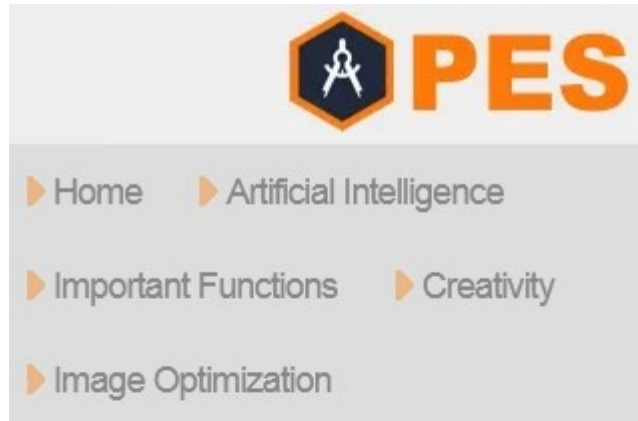 PES
Home Artificial Intelligence
Important Functions Creativity
Image Optimization